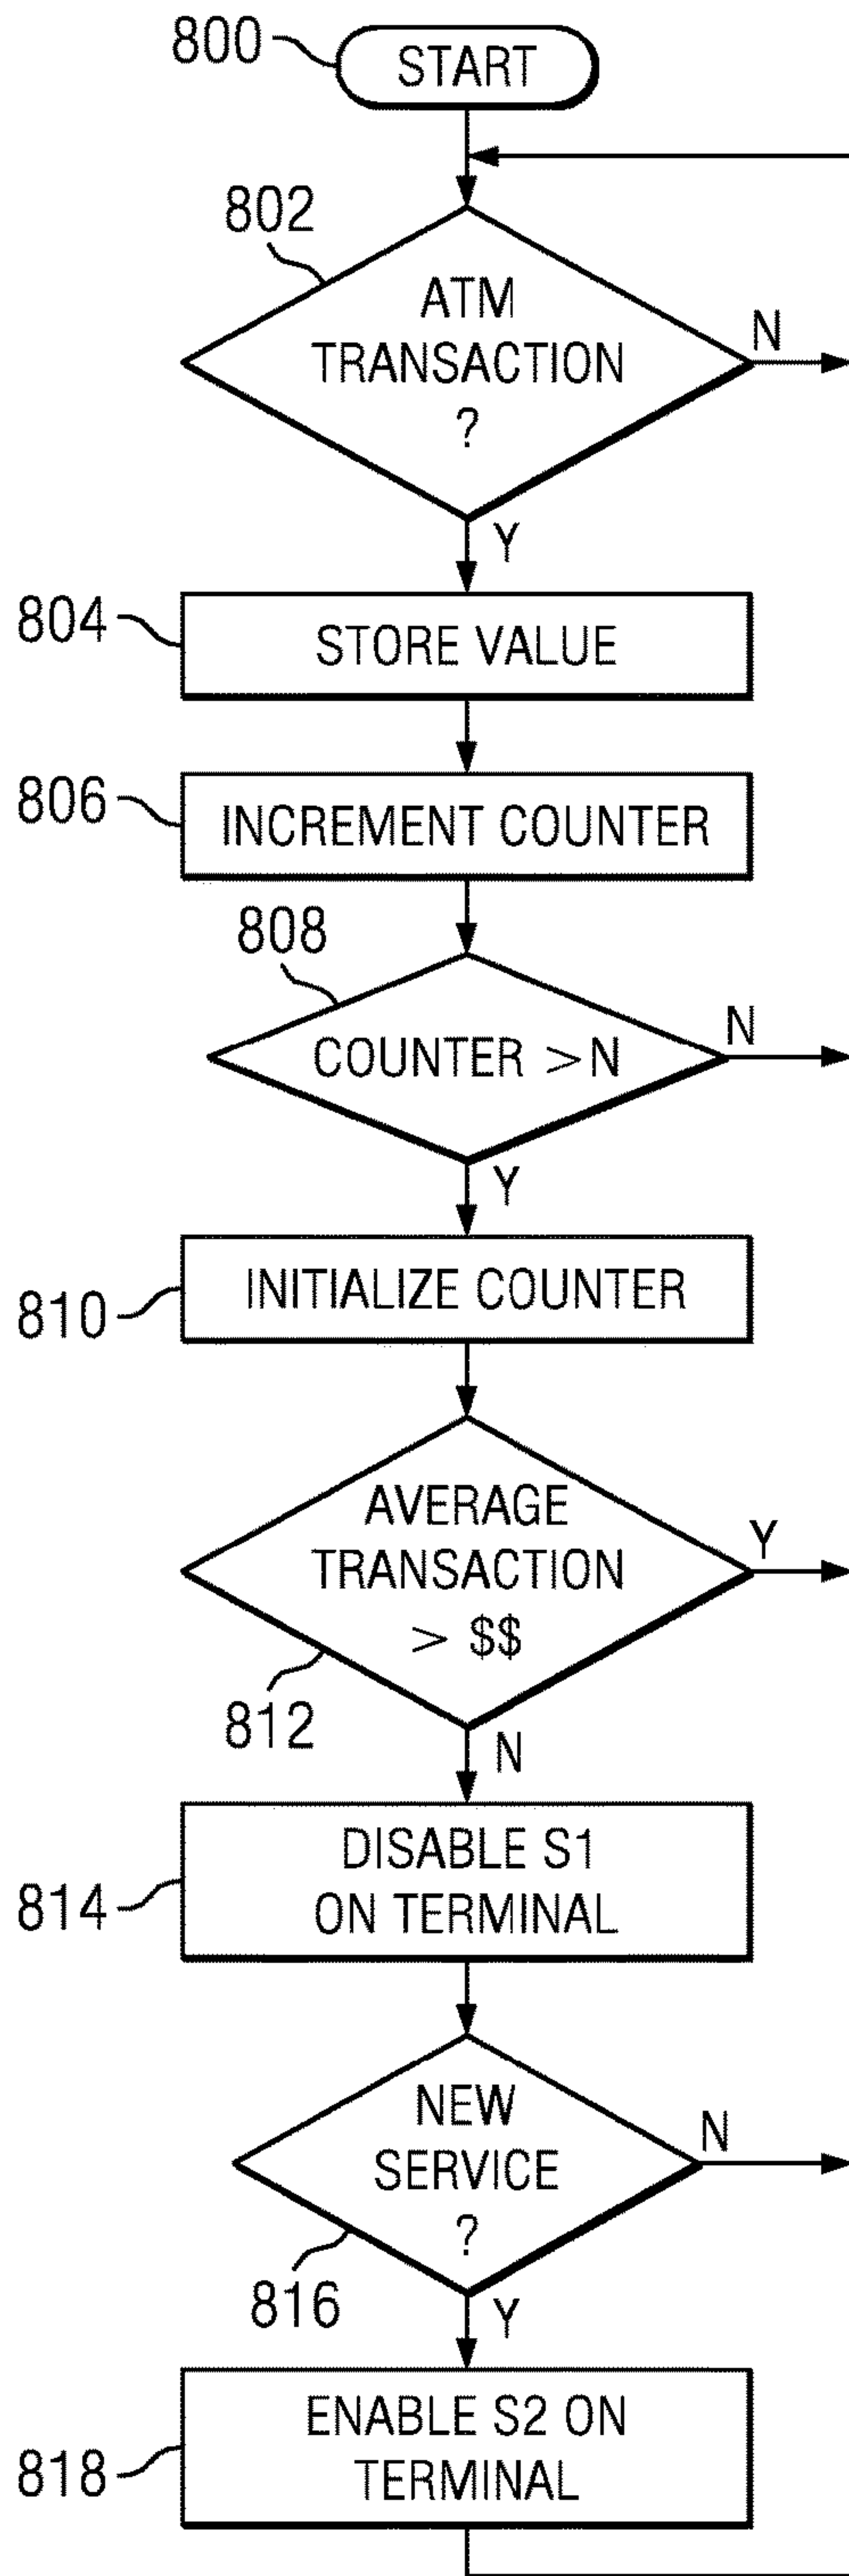 800
START
802
ATM
TRANSACTION
?
N
Y
804
STORE VALUE
806
INCREMENT COUNTER
808
COUNTER >N
N
Y
INITIALIZE COUNTER
810
AVERAGE
TRANSACTION
> $$
Y
812
N
DISABLE S1
ON TERMINAL
814
NEW
SERVICE
?
N
816
Y
ENABLE S2 ON
TERMINAL
818